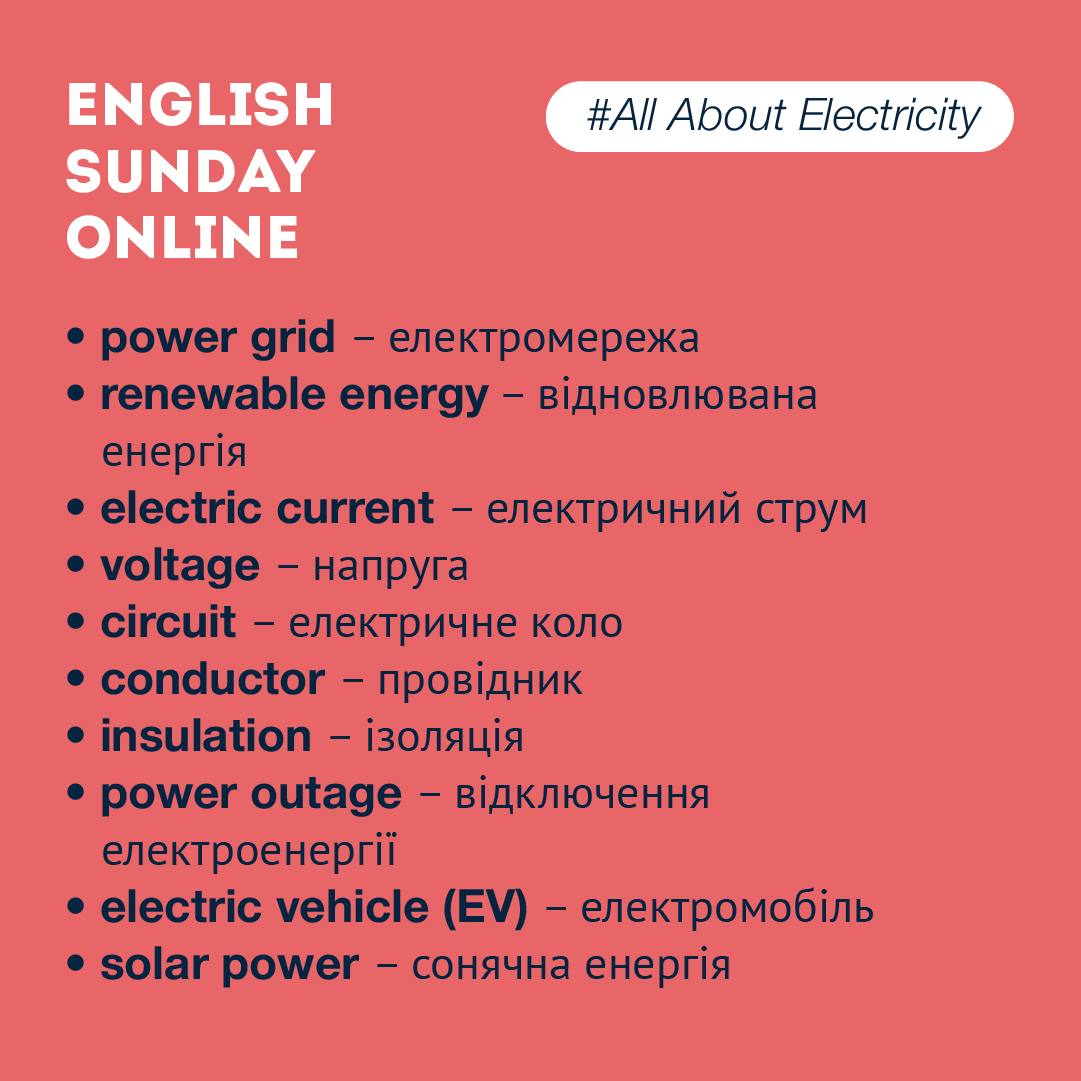 ENGLISH
SUNDAY
ONLINE
#All About Electricity
• power grid – електромережа
• renewable energy – відновлювана
енергія
• electric current – електричний струм
• voltage – напруга
• circuit – електричне коло
• conductor – провідник
• insulation – ізоляція
• power outage – відключення
електроенергії
• electric vehicle (EV) – електромобіль
• solar power – сонячна енергія